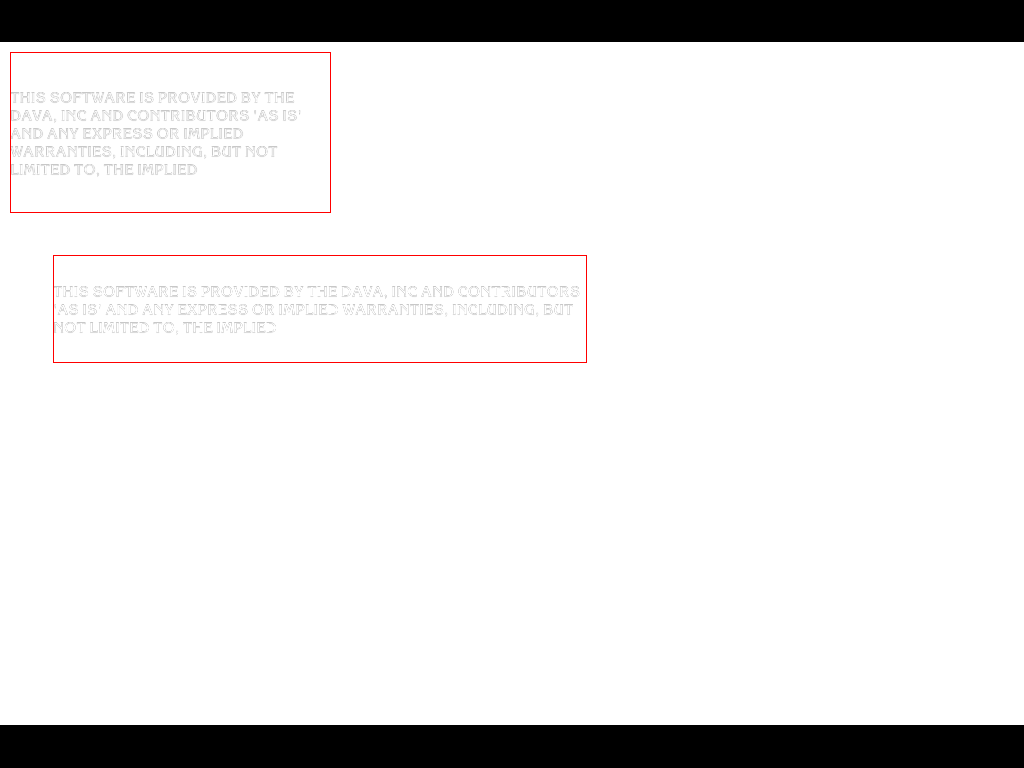 THIS SOFTWARE IS PROVIDED BY THE
DAVA, INC AND CONTRIBUTORS 'AS IS'
AND ANY EXPRESS OR IMPLIED
WARRANTIES, INCLUDING, BUT NOT
LIMITED TO, THE IMPLIED
THIS SOFTWARE IS PROVIDED BY THE DAVA, INC AND CONTRIBUTORS
'AS IS' AND ANY EXPRESS OR IMPLIED WARRANTIES, INCLUDING, BUT
NOT LIMITED TO, THE IMPLIED